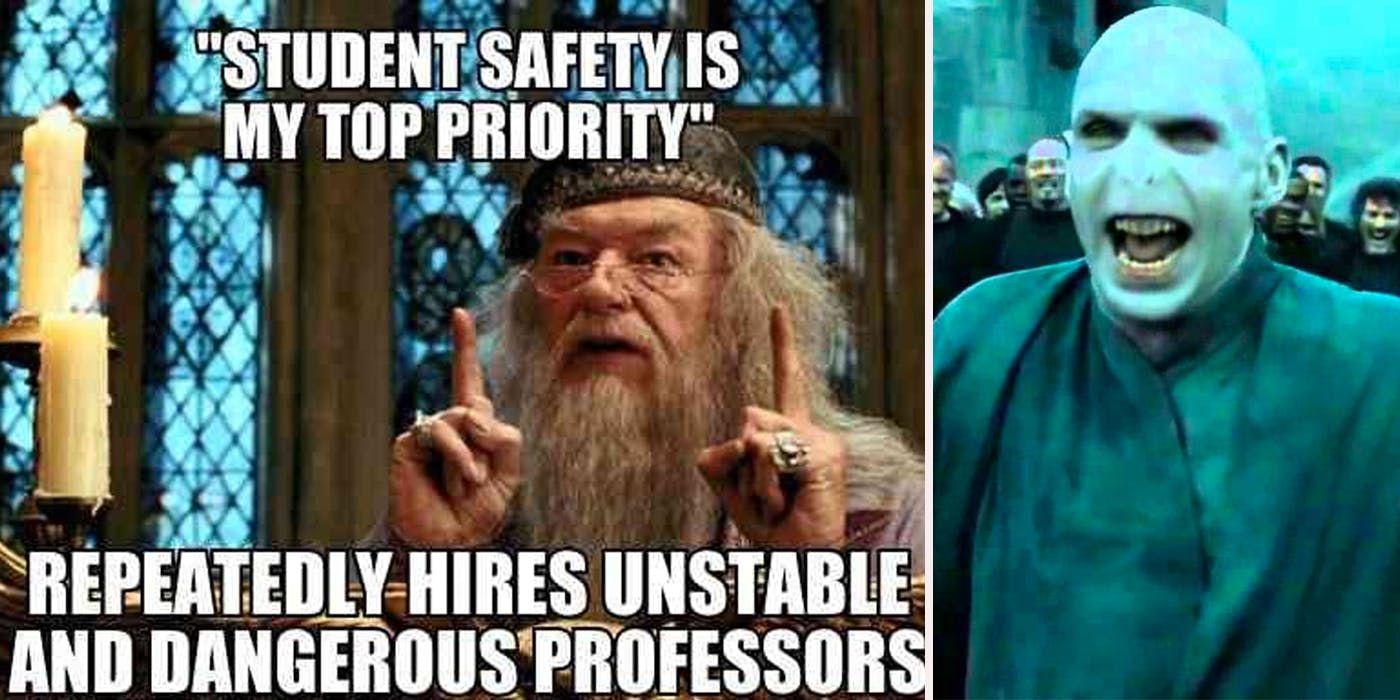 "STUDENT SAFETY IS
MY TOP PRIORITY"
REPEATEDLY HIRES UNSTABLE
AND DANGEROUS PROFESSORS